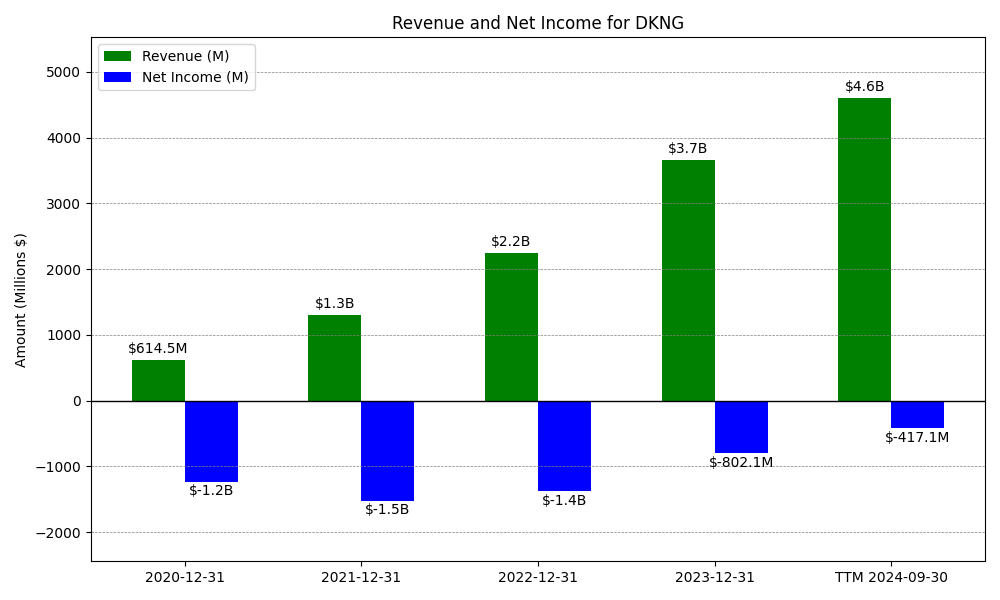 Revenue and Net Income for DKNG
Revenue (M)
Net Income (M)
Amount (Millions $)
5000
4000
3000
2000
1000
0
−1000
−2000
$614.5M
$1.3B
$2.2B
$3.7B
$4.6B
$-1.2B
$-1.5B
$-1.4B
$-802.1M
$-417.1M
2020-12-31
2021-12-31
2022-12-31
2023-12-31
TTM 2024-09-30